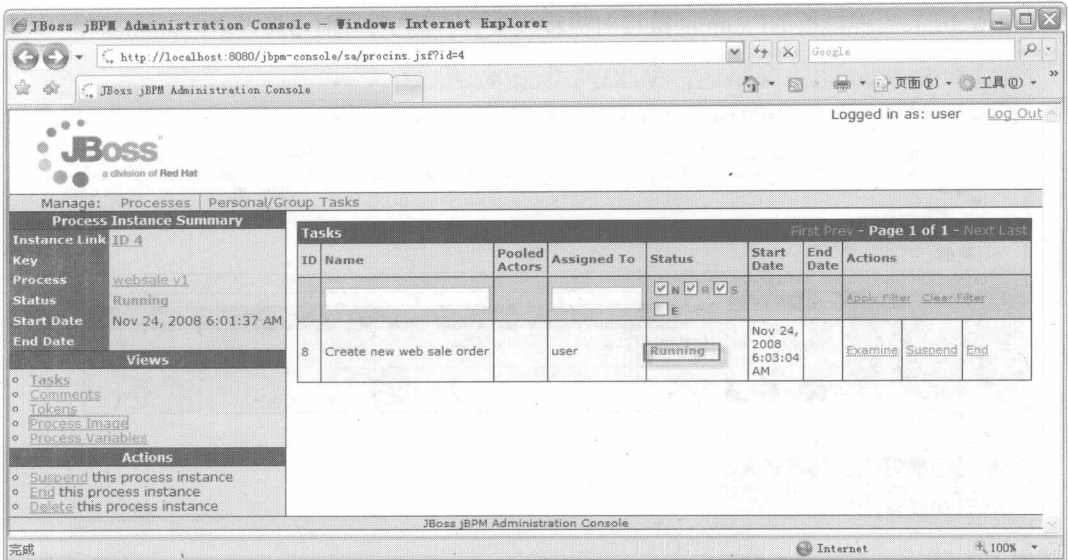 JBoss jBPM Administration Console - Windows Internet Explorer
http://localhost:8080/jbpm-console/sa/procins.jsf?id=4
Google
JBoss jBPM Administration Console
页面(P)
工具(O)
Logged in as: user Log Out
JBoss
a division of Red Hat
Manage: Processes Personal/Group Tasks
Process Instance Summary
Instance Link ID 4
Key
Process websale v1
Status Running
Start Date Nov 24, 2008 6:01:37 AM
End Date
Views
Tasks
Comments
Tokens
Process Image
Process Variables
Actions
Suspend this process instance
End this process instance
Delete this process instance
Tasks First Prev - Page 1 of 1 - Next Last
ID Name Pooled Actors Assigned To Status Start Date End Date Actions
N R S
E
Apply Filter Clear Filter
8 Create new web sale order user Running Nov 24, 2008 6:03:04 AM Examine Suspend End
JBoss jBPM Administration Console
完成 Internet 100%